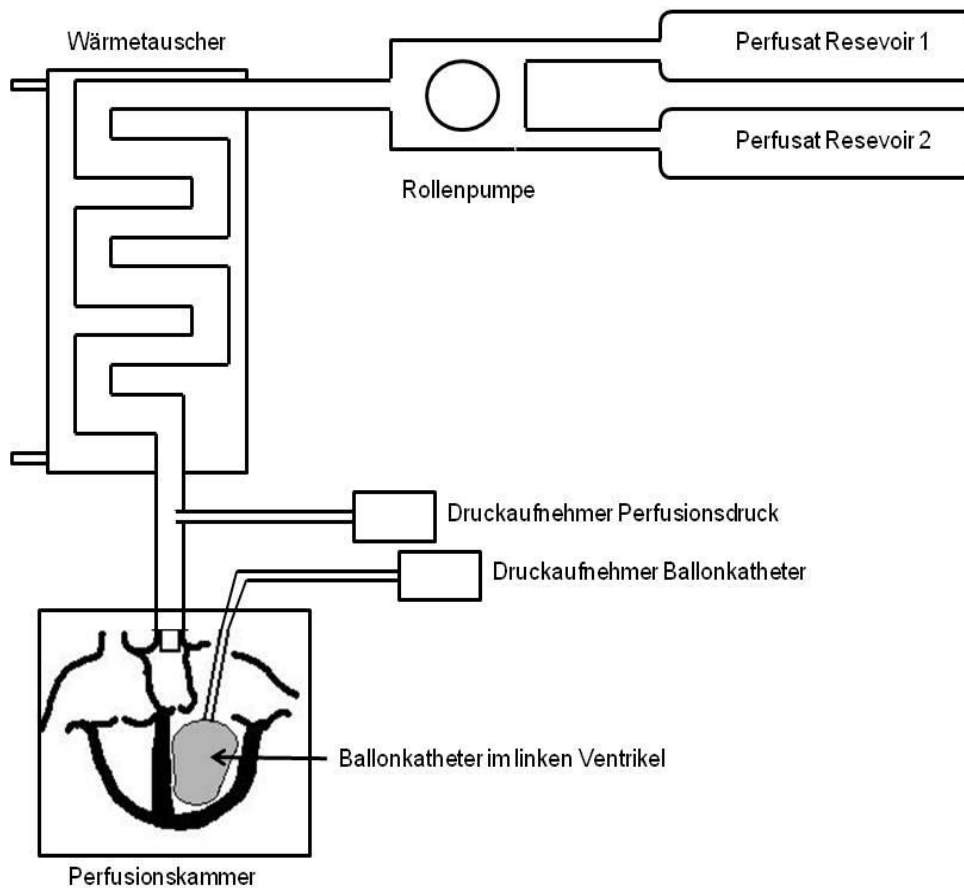 Wärmetauscher
Perfusat Resevoir 1
Perfusat Resevoir 2
Rollenpumpe
Druckaufnehmer Perfusionsdruck
Druckaufnehmer Ballonkatheter
Ballonkatheter im linken Ventrikel
Perfusionskammer